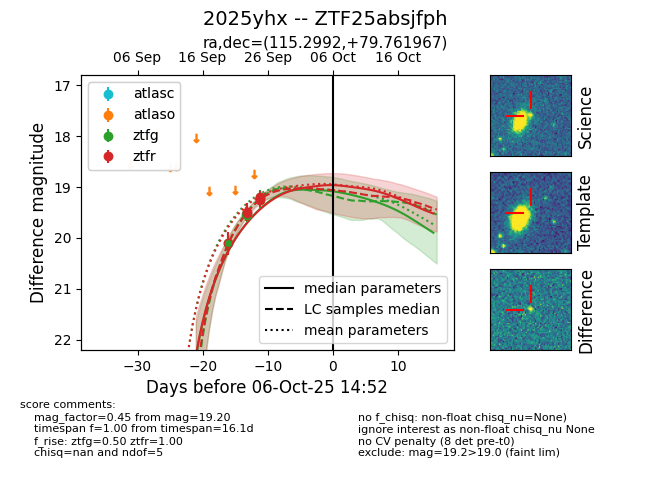 2025yhx -- ZTF25absjfph
ra,dec=(115.2992,+79.761967)
06 Sep 16 Sep 26 Sep 06 Oct 16 Oct
atlasc
atlaso
ztfg
ztfr
17
18
19
20
21
22
Difference magnitude
median parameters
LC samples median
mean parameters
−30 −20 −10 0 10
Days before 06-Oct-25 14:52
Science
Template
Difference
score comments:
mag_factor=0.45 from mag=19.20
timespan f=1.00 from timespan=16.1d
f_rise: ztfg=0.50 ztfr=1.00
chisq=nan and ndof=5
no f_chisq: non-float chisq_nu=None)
ignore interest as non-float chisq_nu None
no CV penalty (8 det pre-t0)
exclude: mag=19.2>19.0 (faint lim)